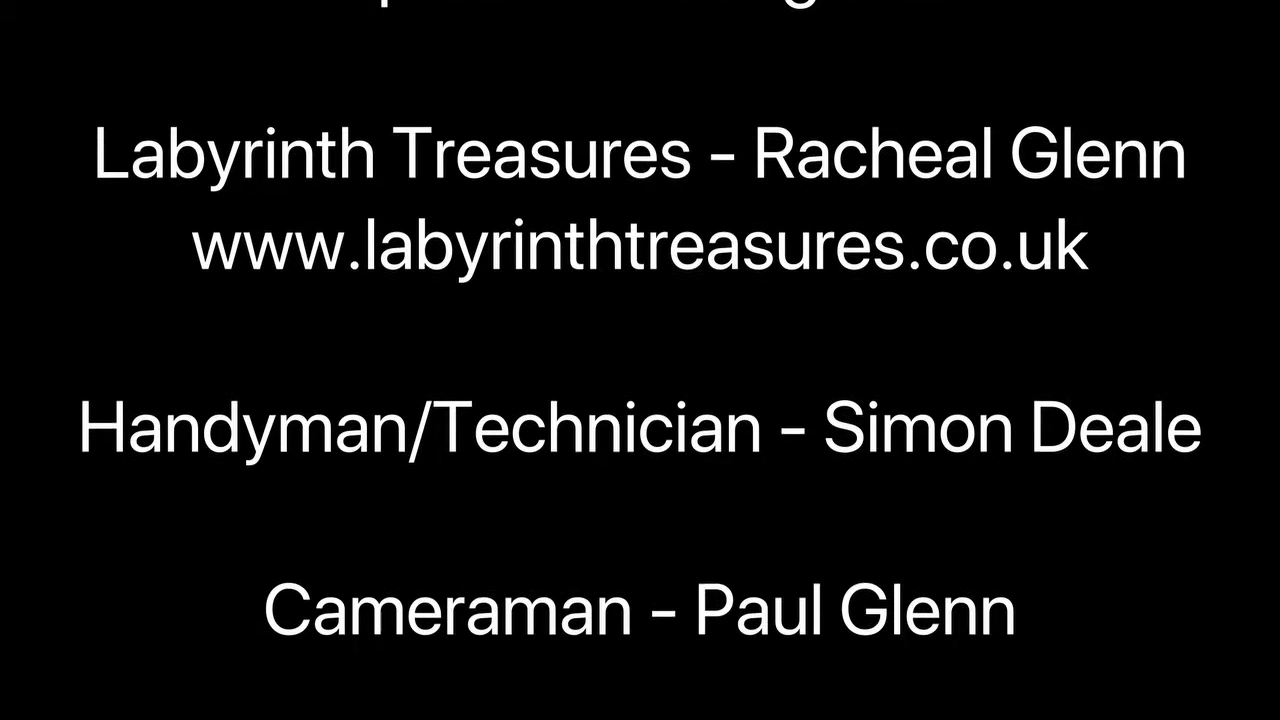 Labyrinth Treasures - Racheal Glenn
www.labyrinthtreasures.co.uk
Handyman/Technician - Simon Deale
Cameraman - Paul Glenn